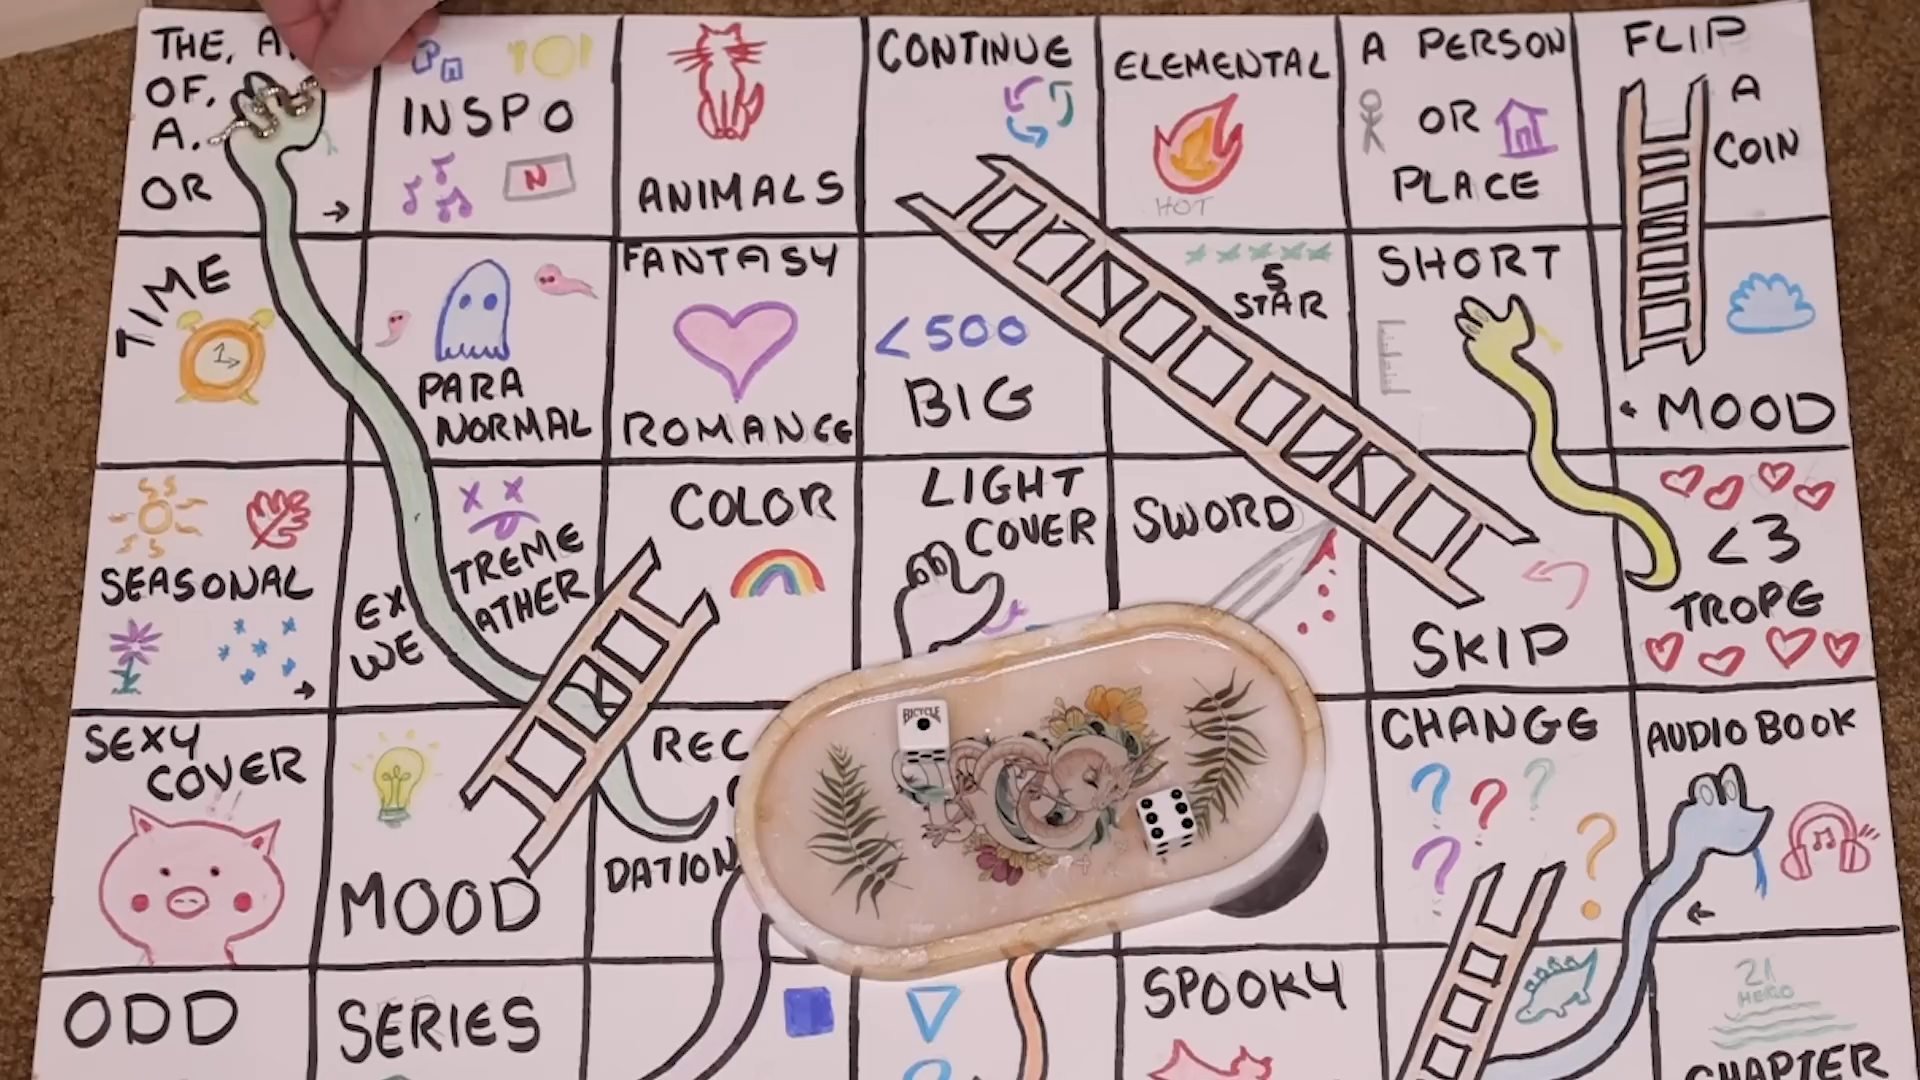 THE, A
OF,
A.
OR
INSPO
N
ANIMALS
CONTINUE
ELEMENTAL
HOT
A PERSON
OR
PLACE
FLIP
A
COIN
TIME
1
PARA
NORMAL
FANTASY
ROMANCE
<500
BIG
5
STAR
SHORT
MOOD
SEASONAL
EX TREME
WE ATHER
COLOR
LIGHT
COVER
SWORD
SKIP
<3
TROPE
SEXY
COVER
MOOD
REC
DATION
BICYCLE
CHANGE
? ? ?
? ?
AUDIO BOOK
ODD
SERIES
SPOOKY
21
HERO
CHAPTER